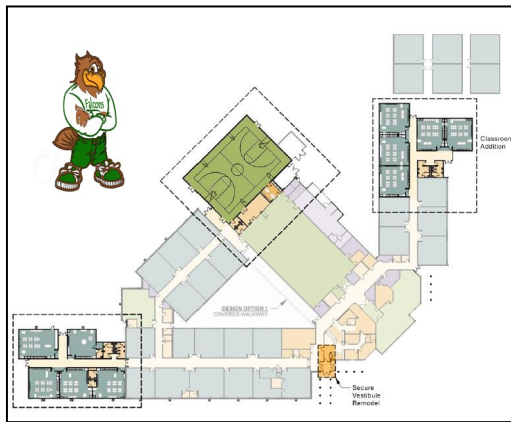 Falcons
Classroom
Addition
DESIGN OPTION 1
COVERED WALKWAY
Secure
Vestibule
Remodel